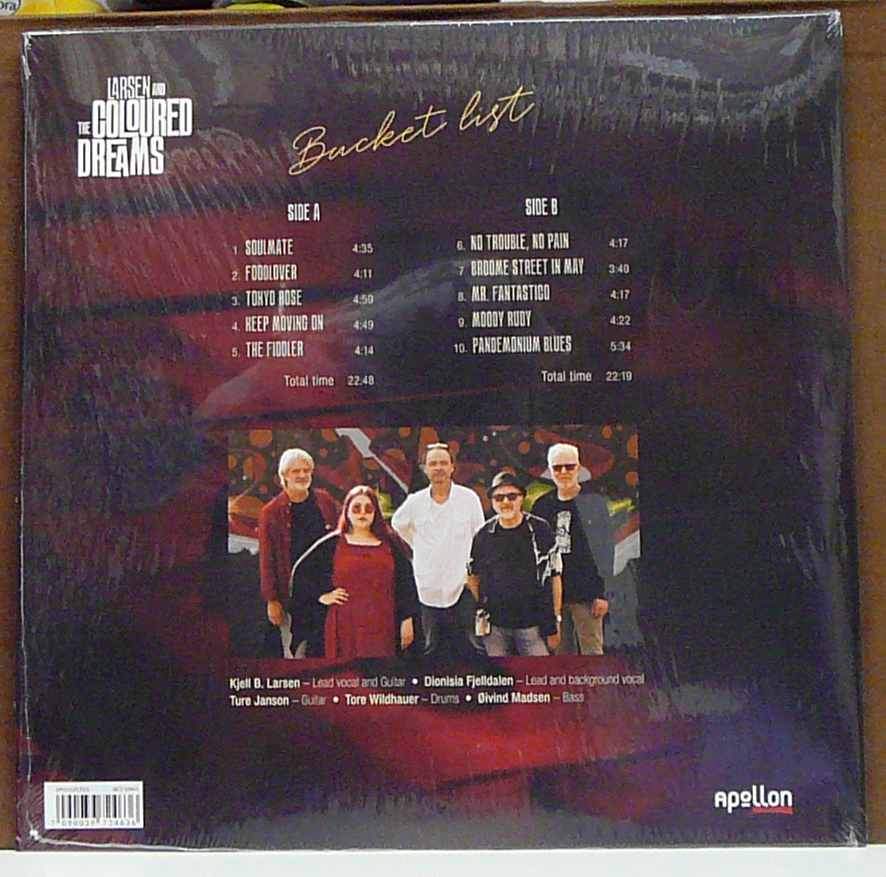 LARSEN AND
THE COLOURED
DREAMS
Bucket list
SIDE A
1 SOULMATE 4:35
2. FOODLOVER 4:11
3. TOKYO ROSE 4:50
4. KEEP MOVING ON 4:49
5. THE FIDDLER 4:14
Total time 22:48
SIDE B
6. NO TROUBLE, NO PAIN 4:17
7 BROOME STREET IN MAY 3:40
8. MR. FANTASTICO 4:17
9. MOODY RUDY 4:22
10. PANDEMONIUM BLUES 5:34
Total time 22:19
Kjell B. Larsen – Lead vocal and Guitar • Dionisia Fjelldalen – Lead and background vocal
Ture Janson – Guitar • Tore Wildhauer – Drums • Øivind Madsen – Bass
Apollon